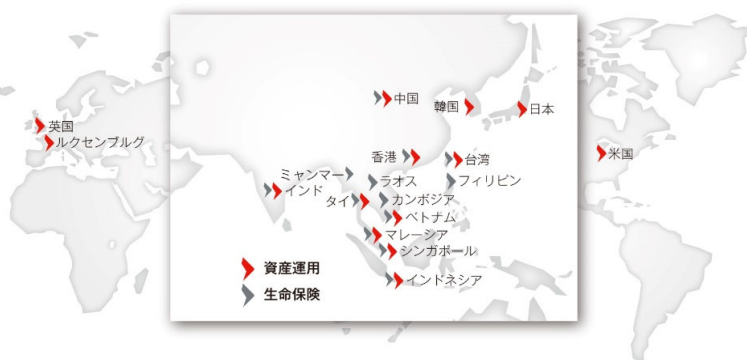 中国
韓国
日本
英国
ルクセンブルグ
香港
台湾
米国
ミャンマー
ラオス
フィリピン
インド
タイ
カンボジア
ベトナム
マレーシア
シンガポール
資産運用
インドネシア
生命保険